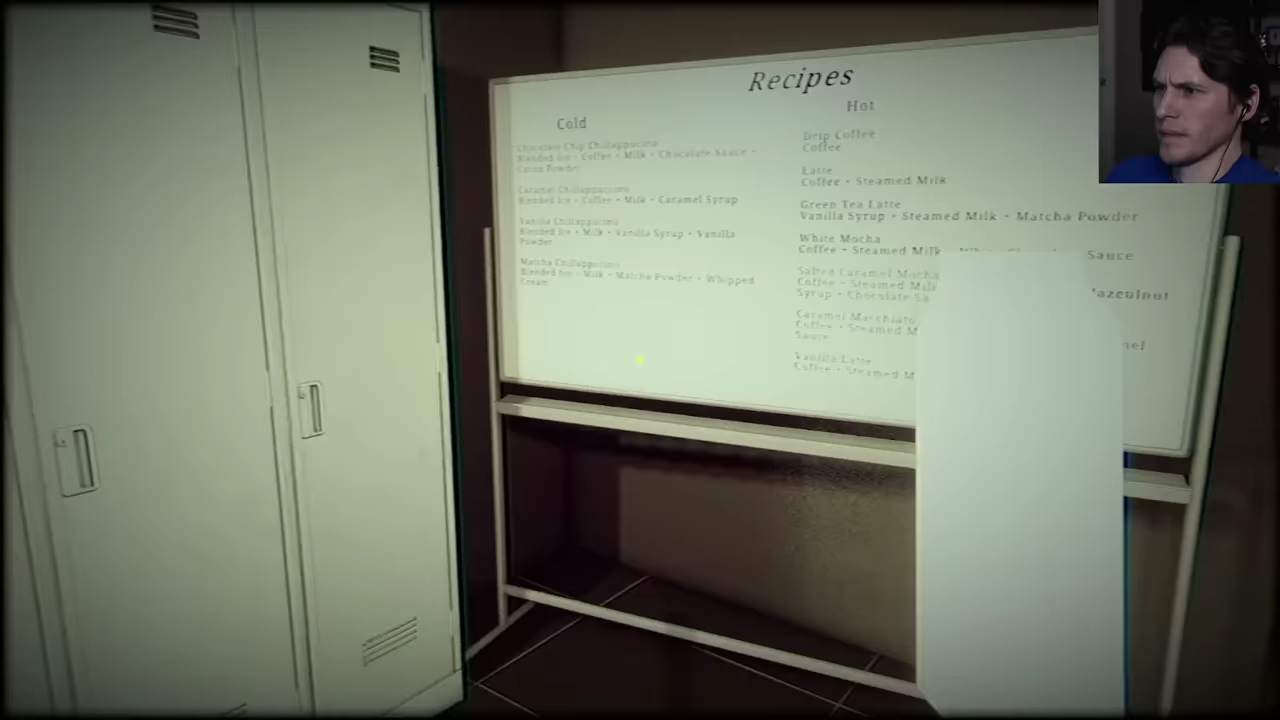 Recipes
Cold
Chocolate Chip Chillappucino
Blended Ice • Coffee • Milk • Chocolate Sauce •
Cocoa Powder
Caramel Chillappuccino
Blended Ice • Coffee • Milk • Caramel Syrup
Vanilla Chillappucino
Blended Ice • Milk • Vanilla Syrup • Vanilla
Powder
Matcha Chillappucino
Blended Ice • Milk • Matcha Powder • Whipped
Cream
Hot
Drip Coffee
Coffee
Latte
Coffee • Steamed Milk
Green Tea Latte
Vanilla Syrup • Steamed Milk • Matcha Powder
White Mocha
Coffee • Steamed Milk Sauce
Salted Caramel Mocha
Coffee • Steamed Milk Hazelnut
Syrup • Chocolate
Caramel Macchiato
Coffee • Steamed
Sauce
Vanilla Latte
Coffee • Steamed